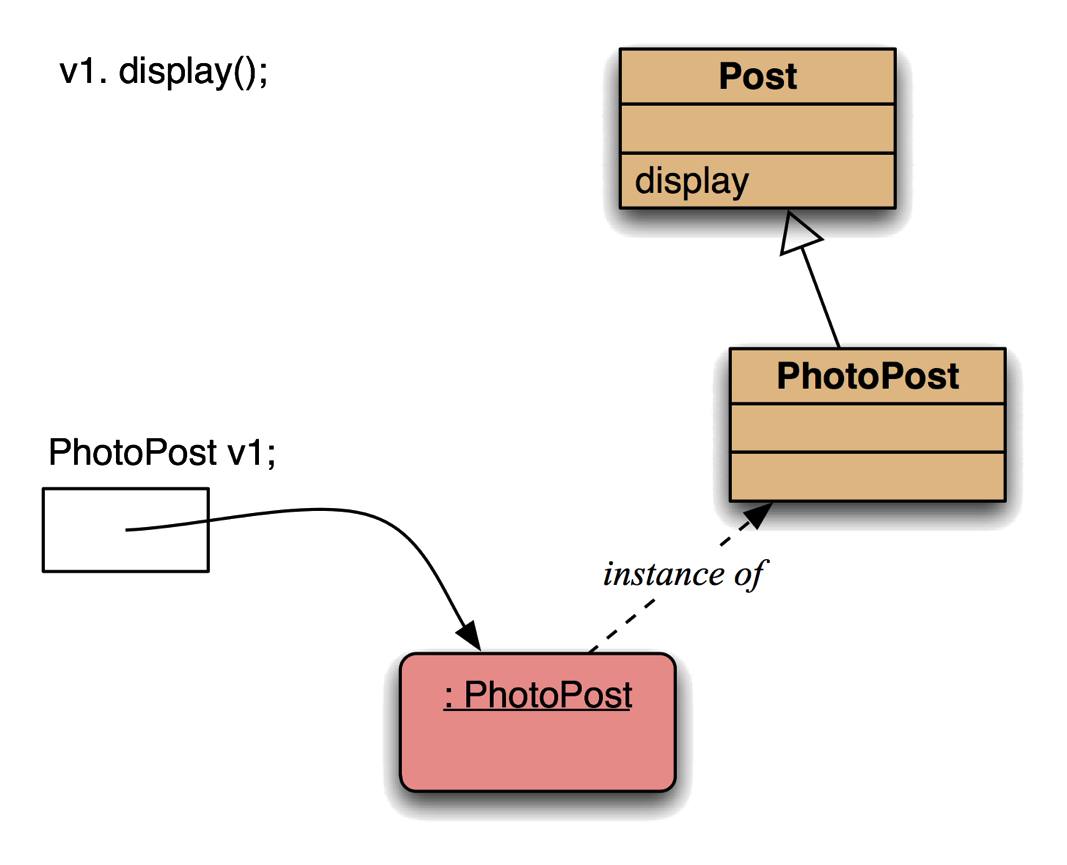 v1. display();
Post
display
PhotoPost
PhotoPost v1;
instance of
: PhotoPost